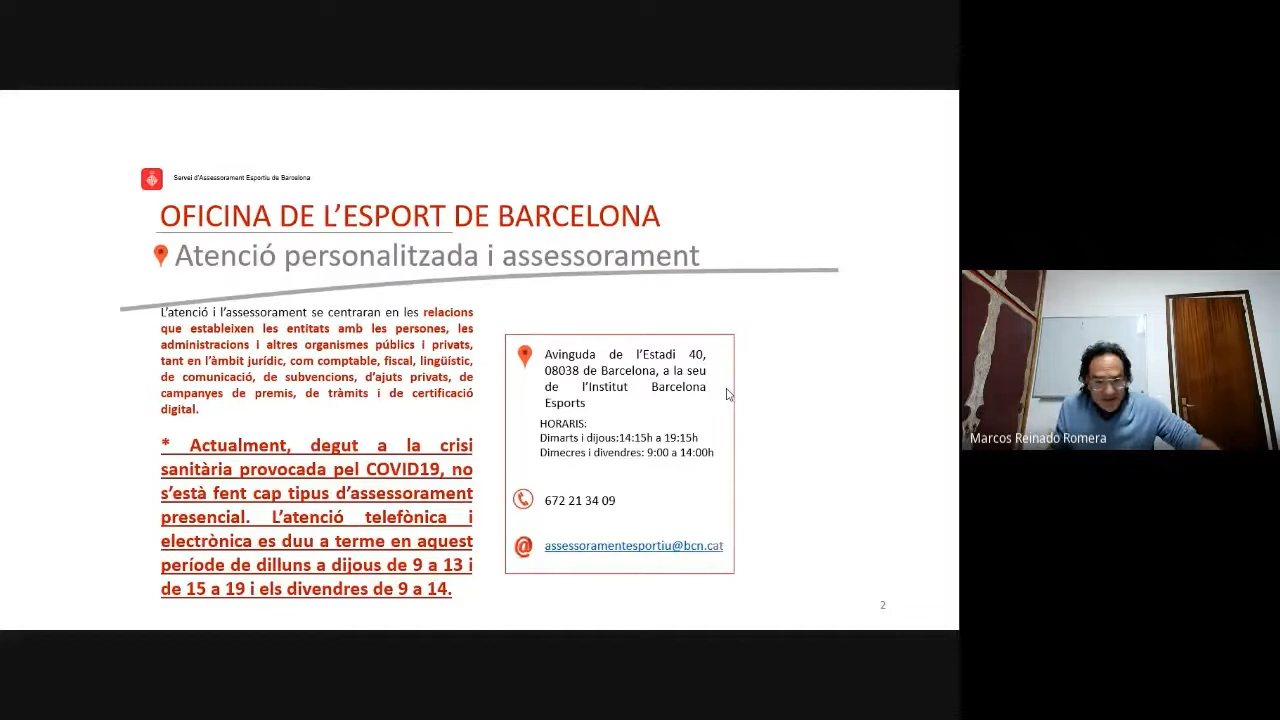 Servei d'Assessorament Esportiu de Barcelona
OFICINA DE L'ESPORT DE BARCELONA
Atenció personalitzada i assessorament
L'atenció i l'assessorament se centraran en les relacions
que estableixen les entitats amb les persones, les
administracions i altres organismes públics i privats,
tant en l'àmbit jurídic, com comptable, fiscal, lingüístic,
de comunicació, de subvencions, d'ajuts privats, de
campanyes de premis, de tràmits i de certificació
digital.
* Actualment, degut a la crisi
sanitària provocada pel COVID19, no
s'està fent cap tipus d'assessorament
presencial. L'atenció telefònica i
electrònica es duu a terme en aquest
període de dilluns a dijous de 9 a 13 i
de 15 a 19 i els divendres de 9 a 14.
Avinguda de l'Estadi 40,
08038 de Barcelona, a la seu
de l'Institut Barcelona
Esports
HORARIS:
Dimarts i dijous:14:15h a 19:15h
Dimecres i divendres: 9:00 a 14:00h
672 21 34 09
@ assessoramentesportiu@bcn.cat
2
Marcos Reinado Romera